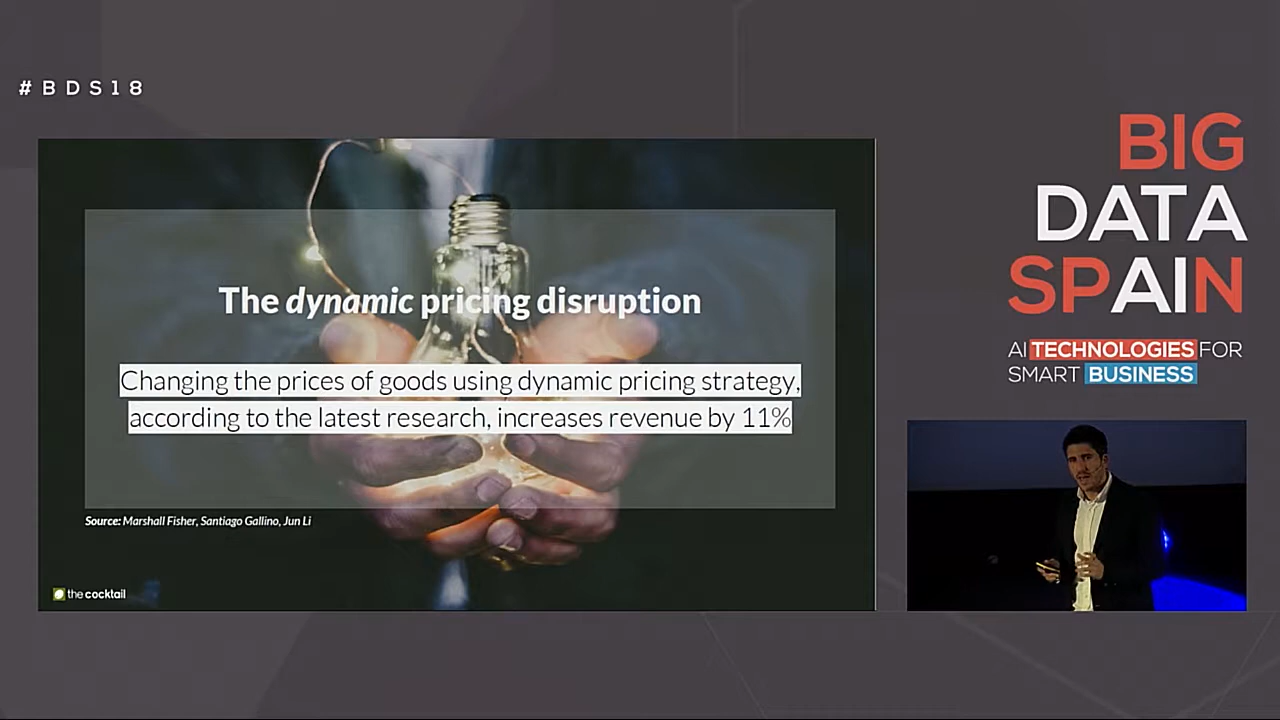 #BDS18
BIG
DATA
SPAIN
AI TECHNOLOGIES FOR
SMART BUSINESS
The dynamic pricing disruption
Changing the prices of goods using dynamic pricing strategy,
according to the latest research, increases revenue by 11%
Source: Marshall Fisher, Santiago Gallino, Jun Li
the cocktail